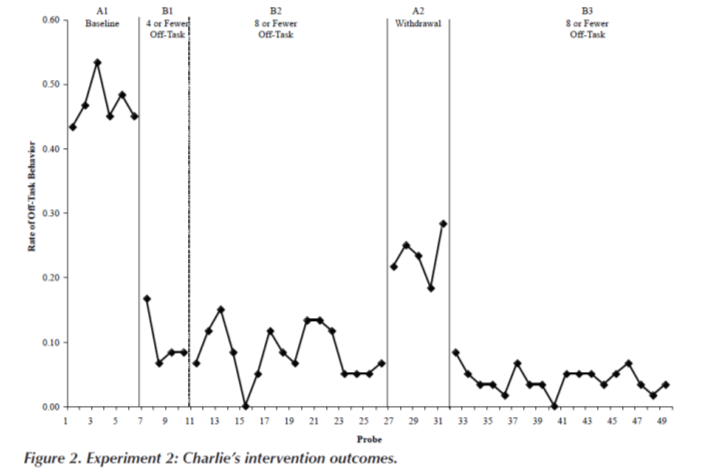 A1
Baseline
B1
4 or Fewer
Off-Task
B2
8 or Fewer
Off-Task
A2
Withdrawal
B3
8 or Fewer
Off-Task
0.60
0.50
0.40
0.30
0.20
0.10
0.00
Rate of Off-Task Behavior
1 3 5 7 9 11 13 15 17 19 21 23 25 27 29 31 33 35 37 39 41 43 45 47 49
Probe
Figure 2. Experiment 2: Charlie's intervention outcomes.